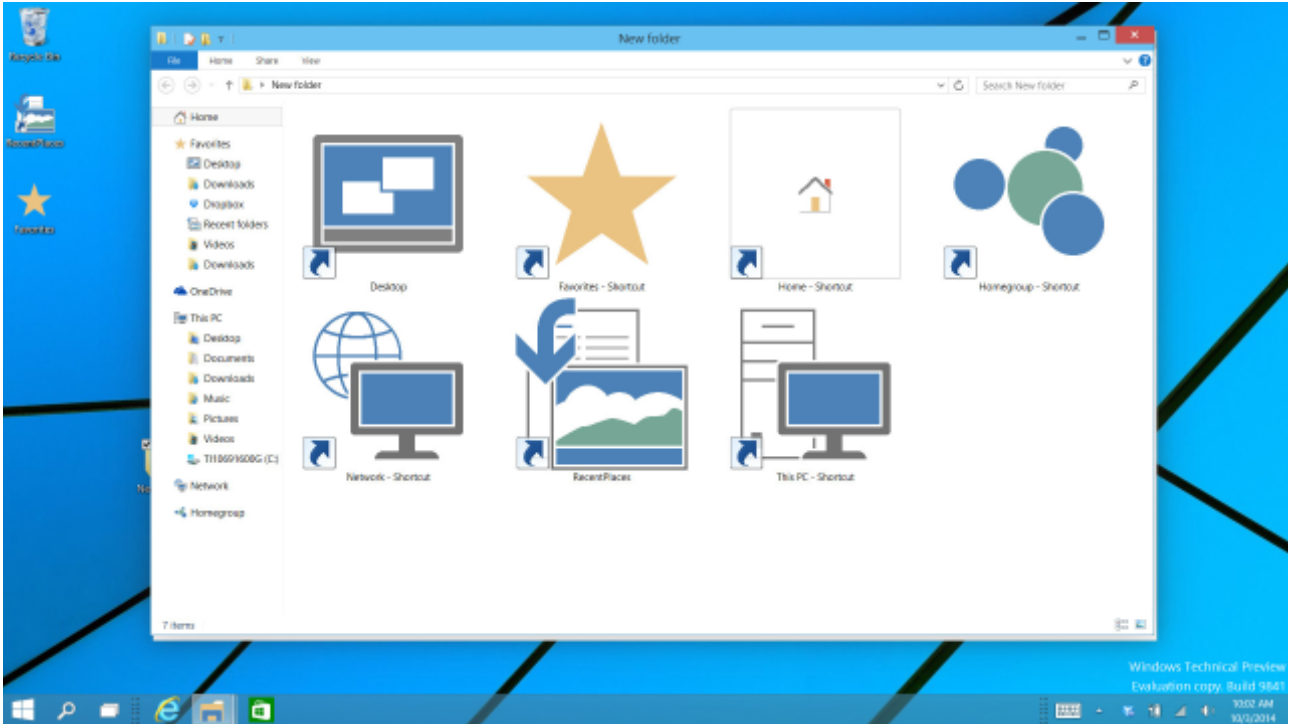 Recycle Bin
RecentPlaces
Favorites
New folder
File Home Share View
New folder
Search New folder
Home
Favorites
Desktop
Downloads
Dropbox
Recent folders
Videos
Downloads
OneDrive
This PC
Desktop
Documents
Downloads
Music
Pictures
Videos
(C:)
Network
Homegroup
Desktop
Favorites - Shortcut
Home - Shortcut
Homegroup - Shortcut
Network - Shortcut
RecentPlaces
This PC - Shortcut
7 items
Windows Technical Preview
Evaluation copy. Build 9841
10:02 AM
10/3/2014